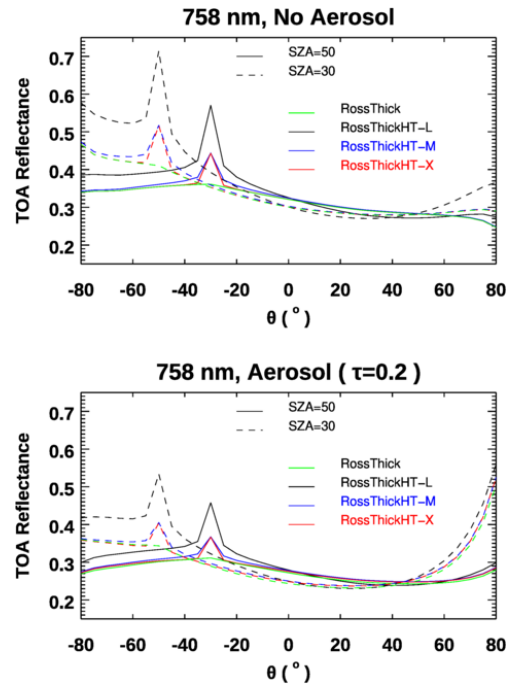 758 nm, No Aerosol
SZA=50
SZA=30
RossThick
RossThickHT-L
RossThickHT-M
RossThickHT-X
TOA Reflectance
0.7
0.6
0.5
0.4
0.3
0.2
-80 -60 -40 -20 0 20 40 60 80
θ ( ° )
758 nm, Aerosol ( τ=0.2 )
SZA=50
SZA=30
RossThick
RossThickHT-L
RossThickHT-M
RossThickHT-X
TOA Reflectance
0.7
0.6
0.5
0.4
0.3
0.2
-80 -60 -40 -20 0 20 40 60 80
θ ( ° )